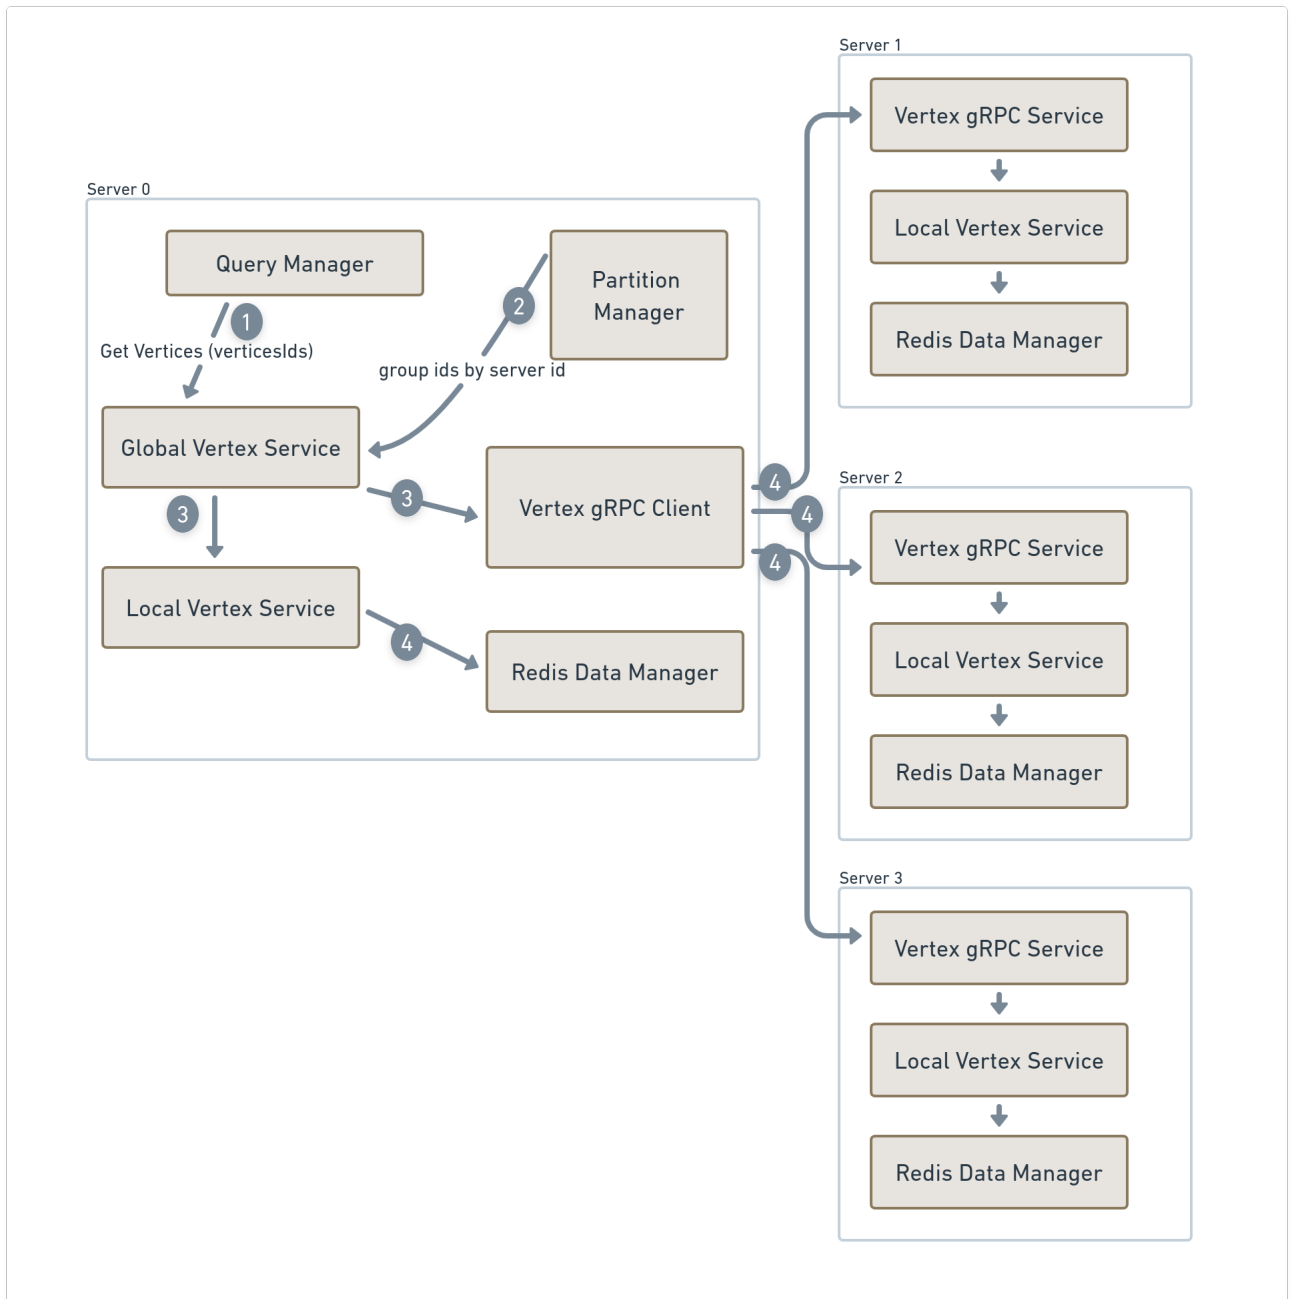 Server 0
Query Manager
Partition
Manager
1
2
Get Vertices (verticesIds)
group ids by server id
Global Vertex Service
3
3
Vertex gRPC Client
4
4
4
Local Vertex Service
4
Redis Data Manager
Server 1
Vertex gRPC Service
Local Vertex Service
Redis Data Manager
Server 2
Vertex gRPC Service
Local Vertex Service
Redis Data Manager
Server 3
Vertex gRPC Service
Local Vertex Service
Redis Data Manager